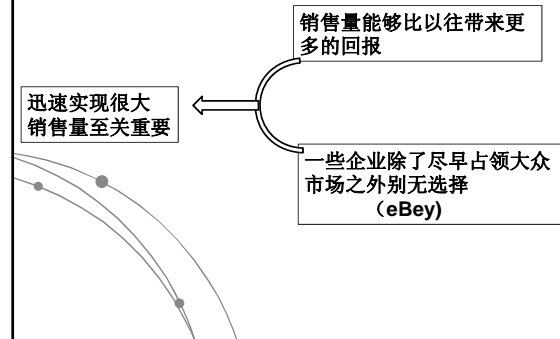 销售量能够比以往带来更
多的回报
迅速实现很大
销售量至关重要
一些企业除了尽早占领大众
市场之外别无选择
（eBey)